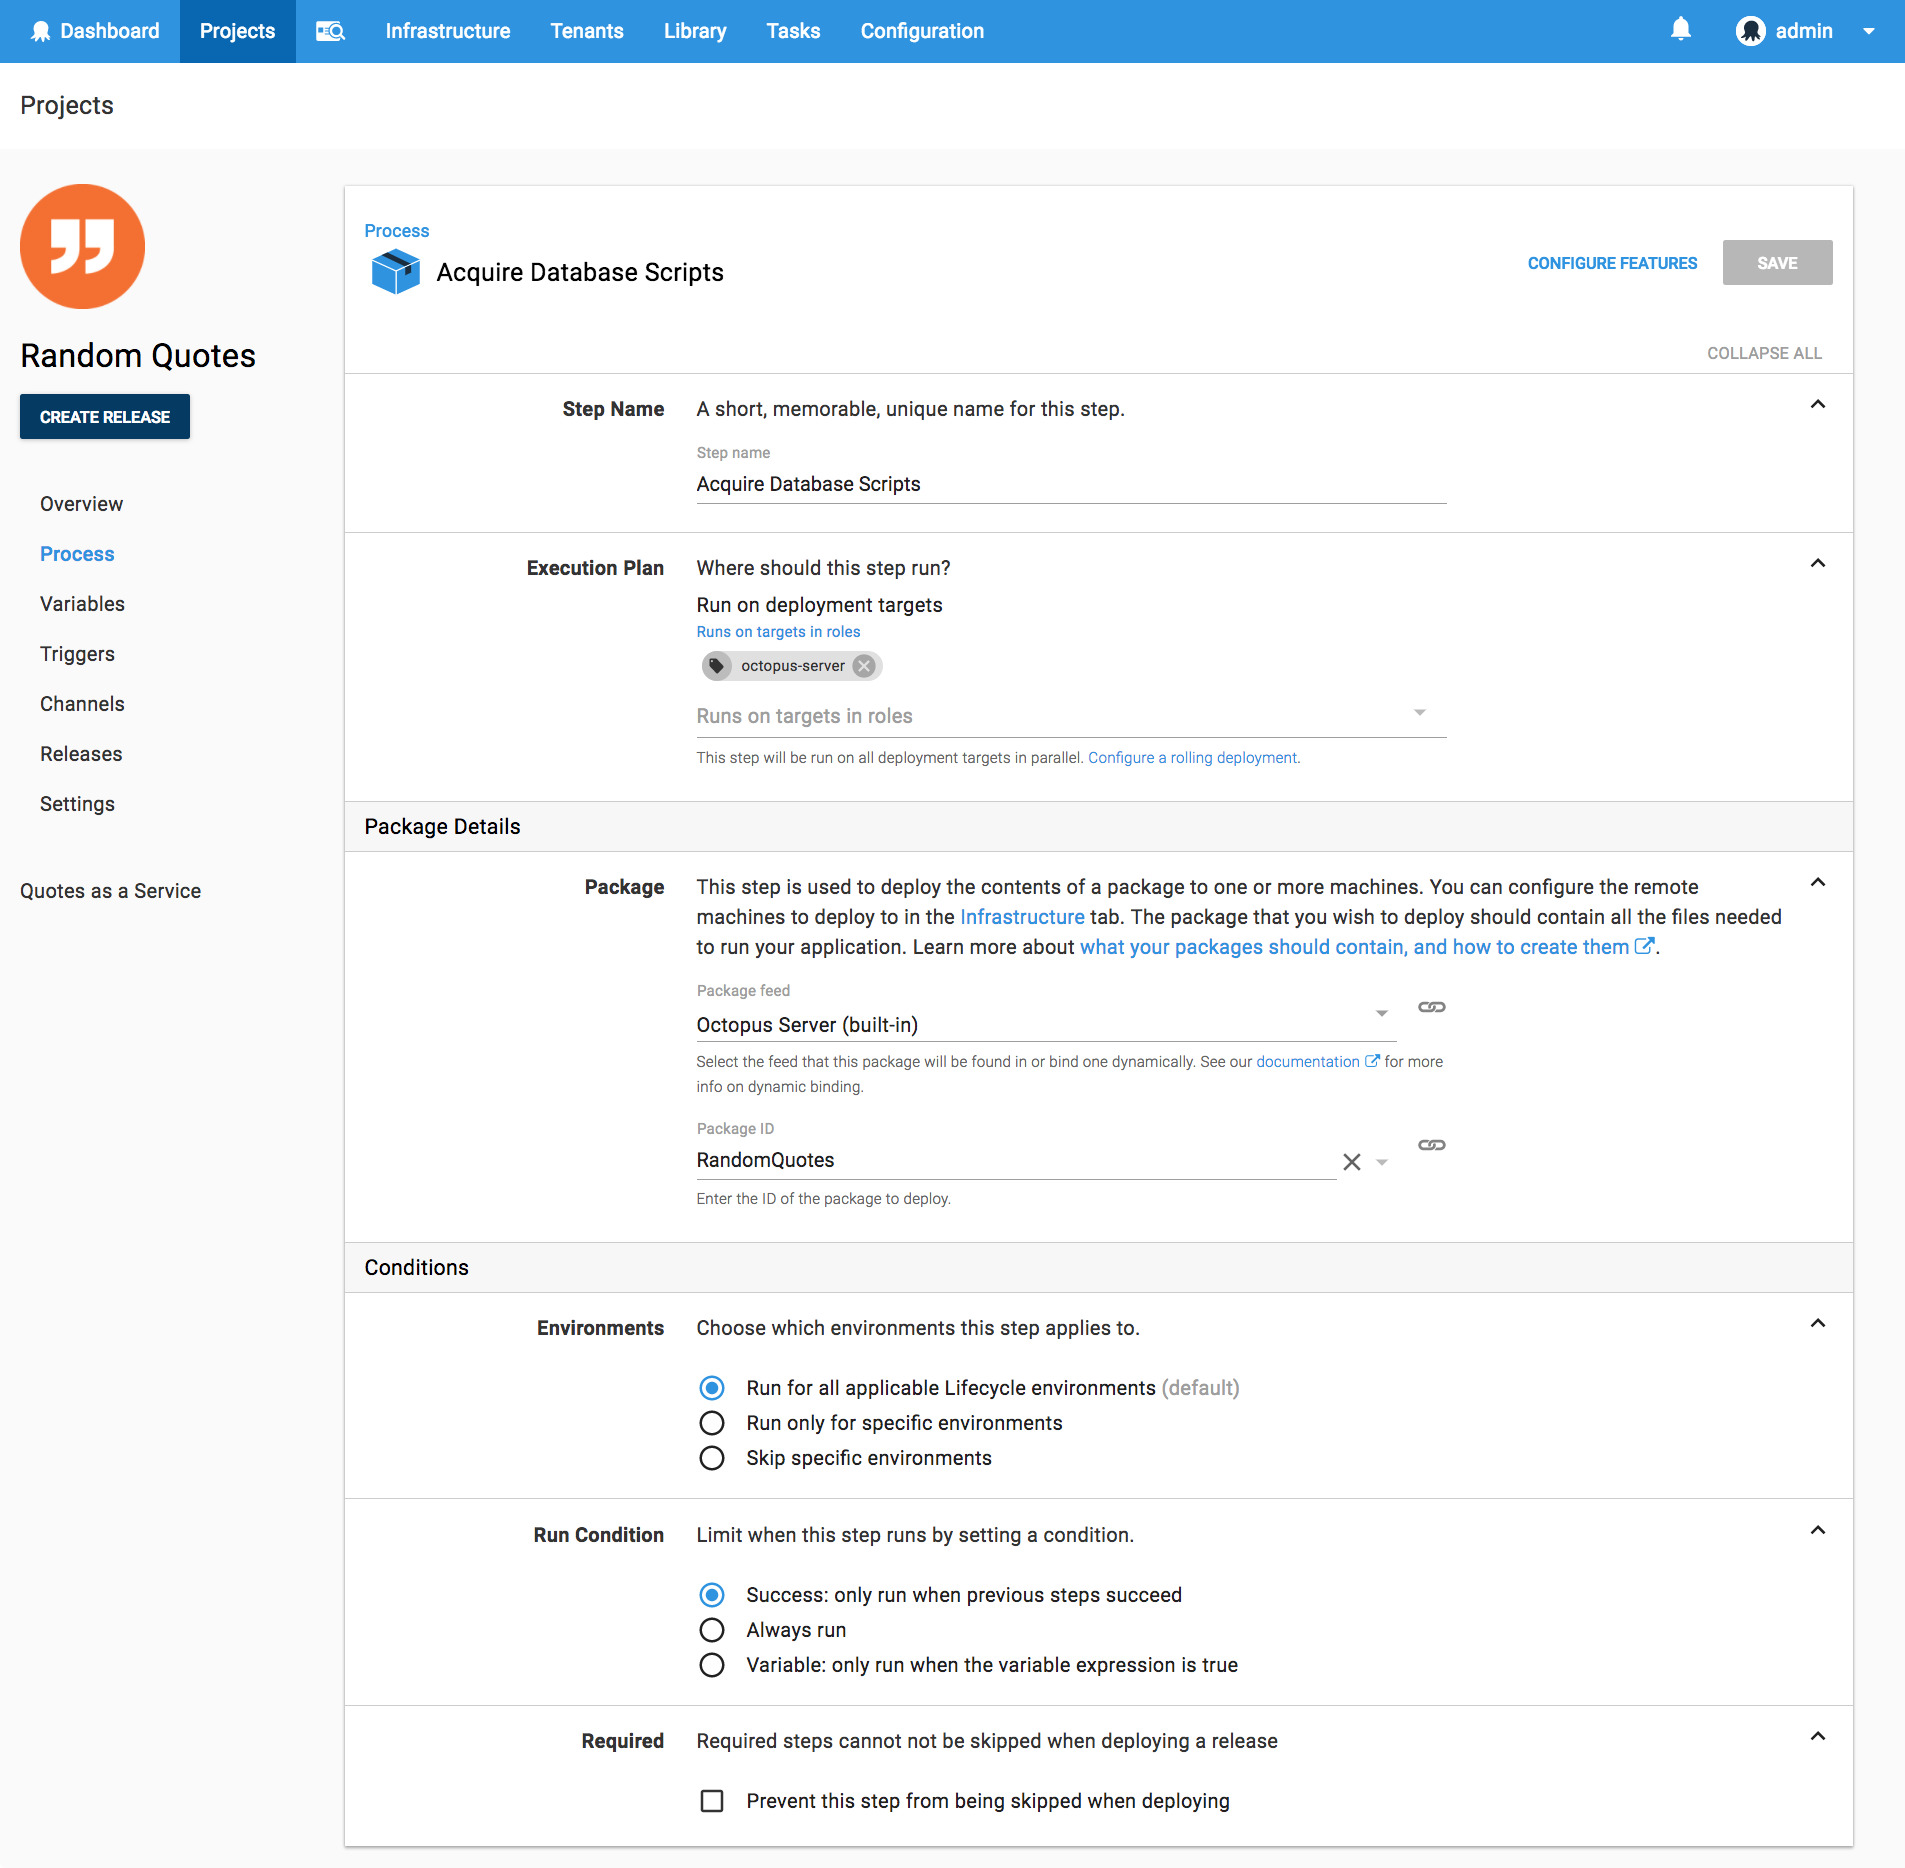 Dashboard
Projects
Infrastructure
Tenants
Library
Tasks
Configuration
admin
Projects
Random Quotes
CREATE RELEASE
Overview
Process
Variables
Triggers
Channels
Releases
Settings
Quotes as a Service
Process
Acquire Database Scripts
CONFIGURE FEATURES
SAVE
COLLAPSE ALL
Step Name
A short, memorable, unique name for this step.
Step name
Acquire Database Scripts
Execution Plan
Where should this step run?
Run on deployment targets
Runs on targets in roles
octopus-server
Runs on targets in roles
This step will be run on all deployment targets in parallel. Configure a rolling deployment.
Package Details
Package
This step is used to deploy the contents of a package to one or more machines. You can configure the remote
machines to deploy to in the Infrastructure tab. The package that you wish to deploy should contain all the files needed
to run your application. Learn more about what your packages should contain, and how to create them.
Package feed
Octopus Server (built-in)
Select the feed that this package will be found in or bind one dynamically. See our documentation for more
info on dynamic binding.
Package ID
RandomQuotes
Enter the ID of the package to deploy.
Conditions
Environments
Choose which environments this step applies to.
Run for all applicable Lifecycle environments (default)
Run only for specific environments
Skip specific environments
Run Condition
Limit when this step runs by setting a condition.
Success: only run when previous steps succeed
Always run
Variable: only run when the variable expression is true
Required
Required steps cannot not be skipped when deploying a release
Prevent this step from being skipped when deploying